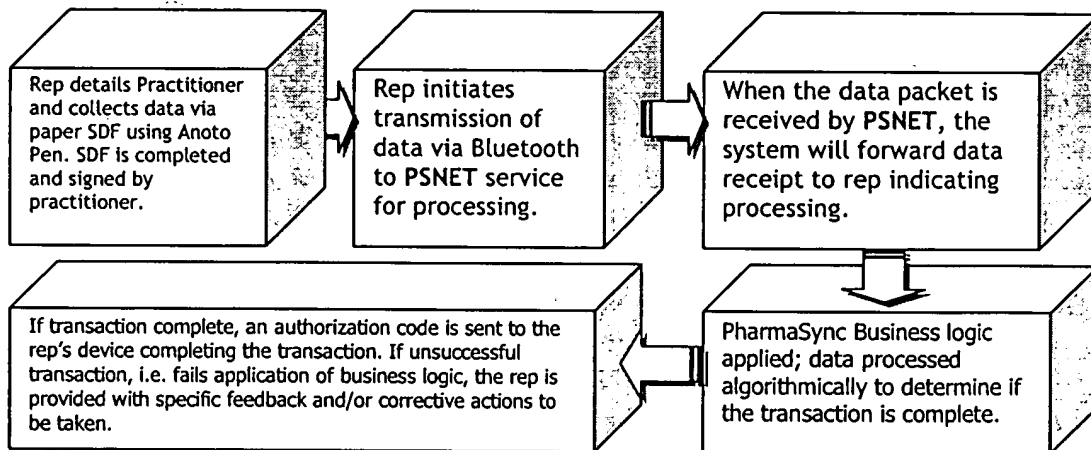 Rep details Practitioner
and collects data via
paper SDF using Anoto
Pen. SDF is completed
and signed by
practitioner.
Rep initiates
transmission of
data via Bluetooth
to PSNET service
for processing.
When the data packet is
received by PSNET, the
system will forward data
receipt to rep indicating
processing.
PharmaSync Business logic
applied; data processed
algorithmically to determine if
the transaction is complete.
If transaction complete, an authorization code is sent to the
rep's device completing the transaction. If unsuccessful
transaction, i.e. fails application of business logic, the rep is
provided with specific feedback and/or corrective actions to
be taken.